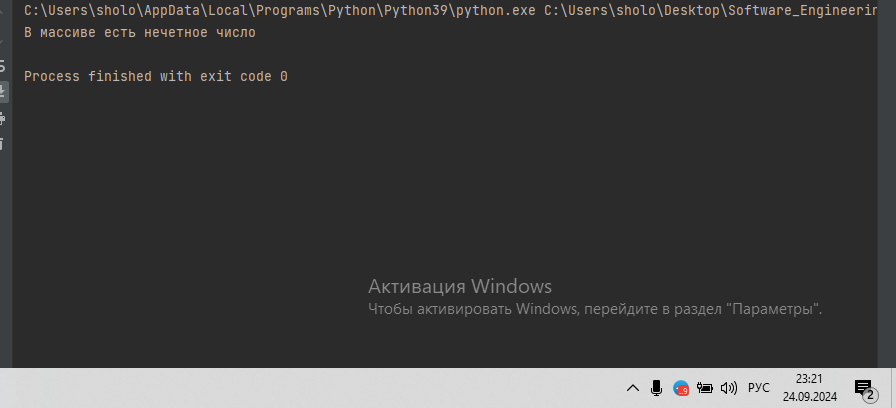 C:\Users\sholo\AppData\Local\Programs\Python\Python39\python.exe C:\Users\sholo\Desktop\Software_Engineerin
В массиве есть нечетное число
Process finished with exit code 0
Активация Windows
Чтобы активировать Windows, перейдите в раздел "Параметры".
РУС
23:21
24.09.2024
2